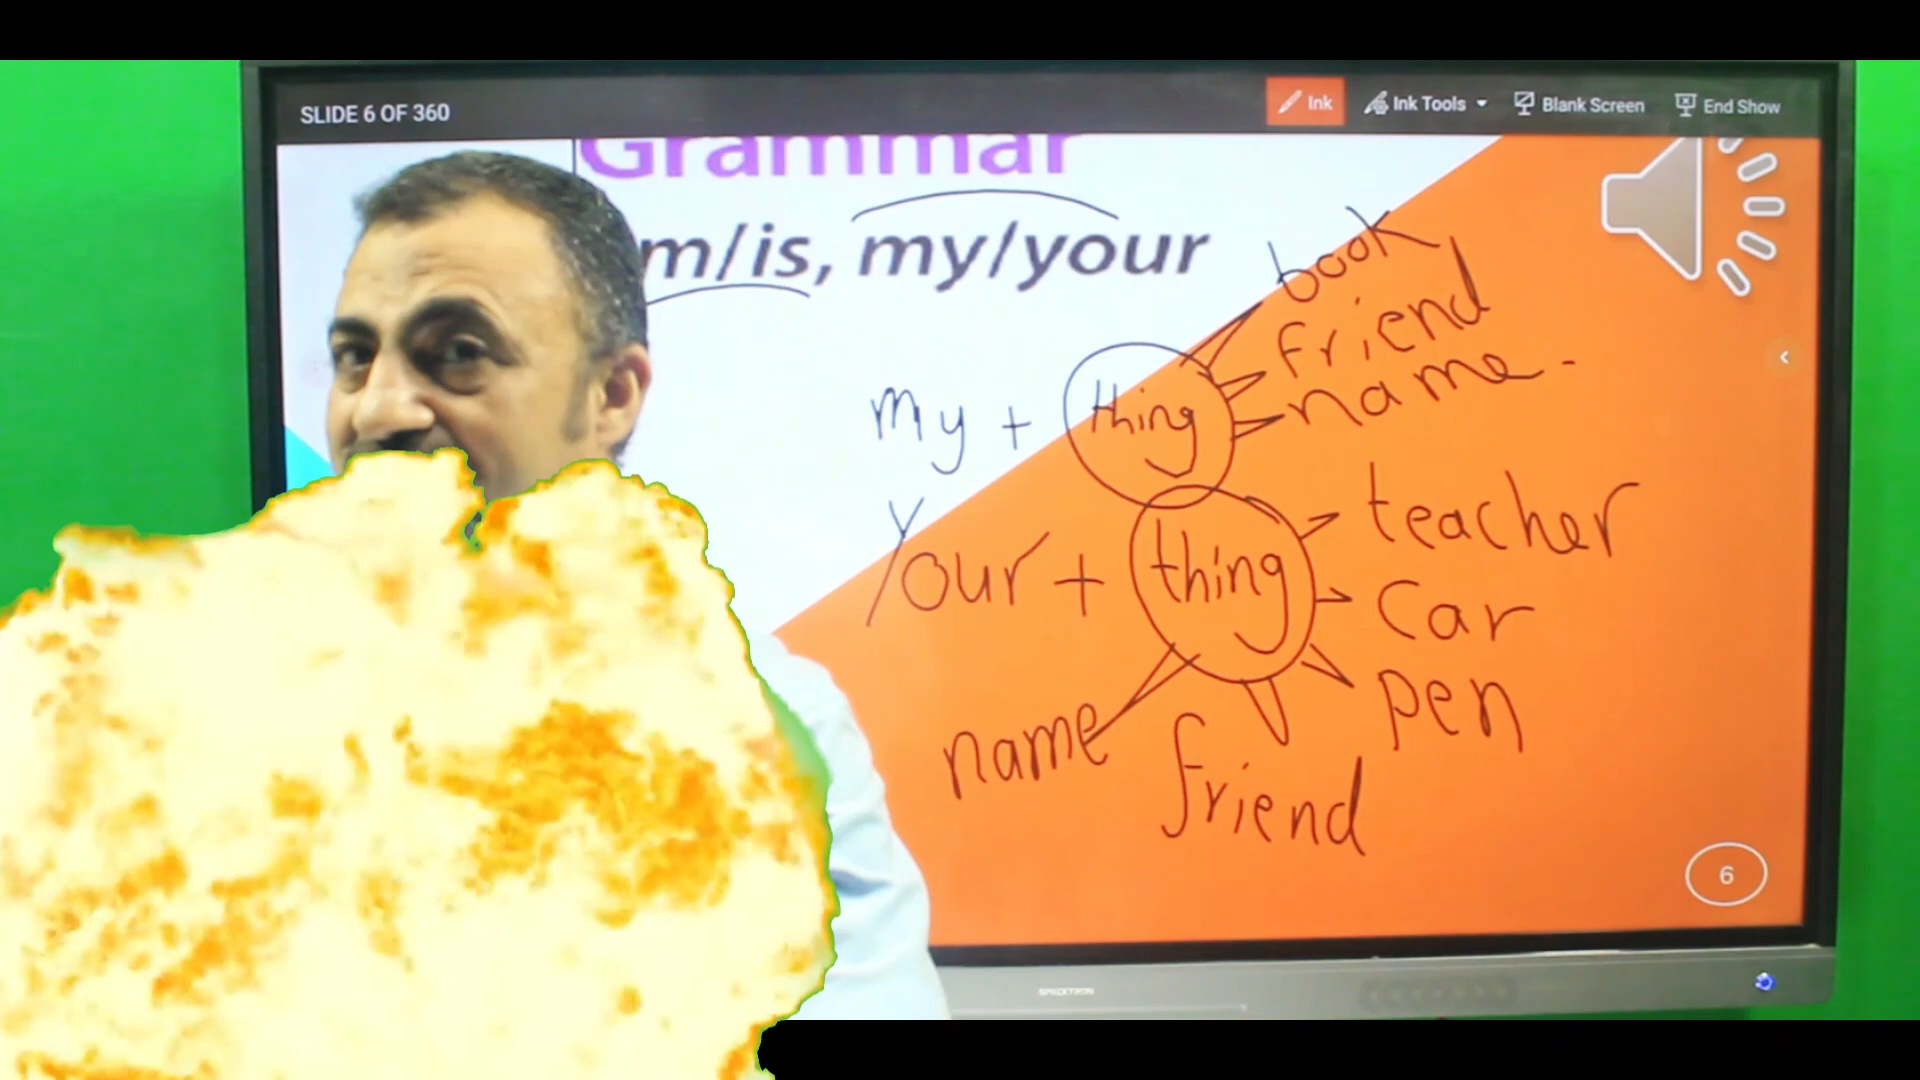 SLIDE 6 OF 360
Ink
Ink Tools
Blank Screen
End Show
Grammar
m/is, my/your
my + thing
book
friend
name
Your + thing
teacher
car
pen
friend
name
6